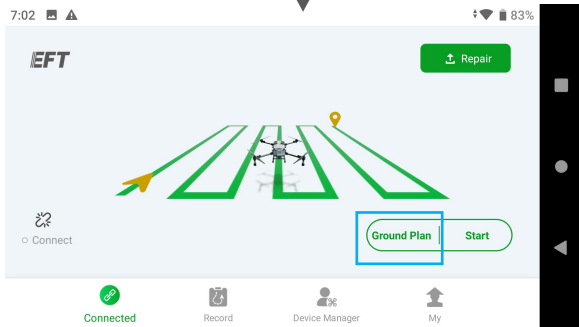 7:02
83%
EFT
Repair
Connect
Ground Plan
Start
Connected
Record
Device Manager
My